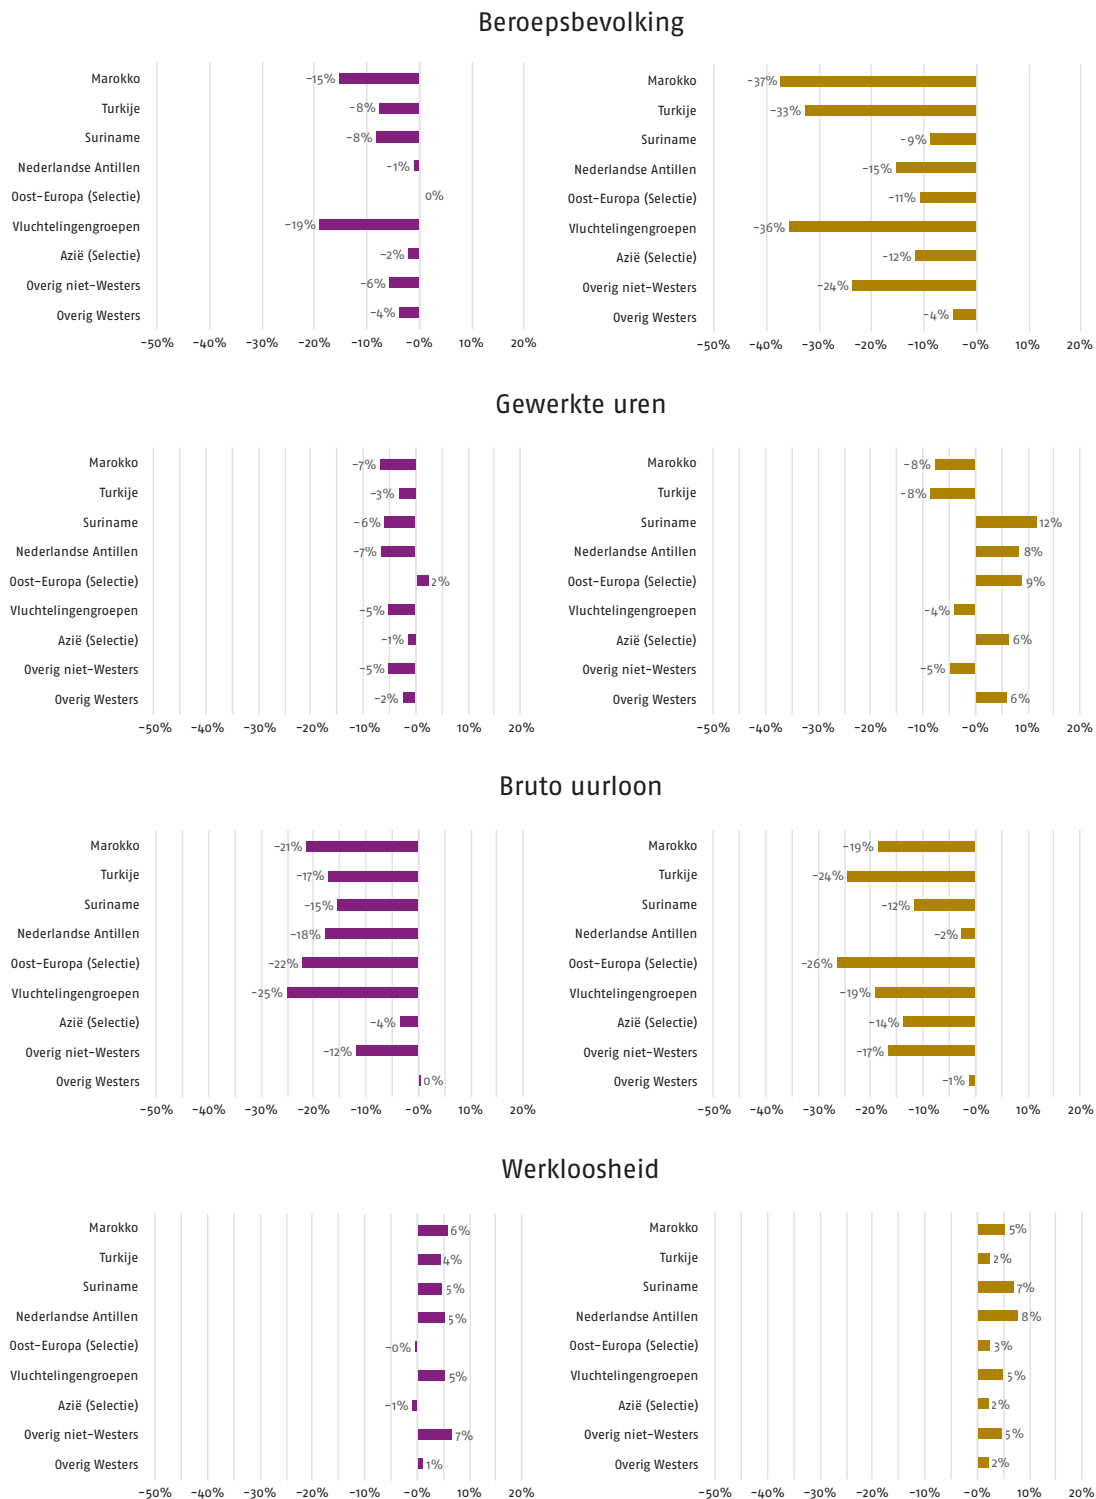 Beroepsbevolking
Marokko -15%
Turkije -8%
Suriname -8%
Nederlandse Antillen -1%
Oost-Europa (Selectie) 0%
Vluchtelingengroepen -19%
Azië (Selectie) -2%
Overig niet-Westers -6%
Overig Westers -4%
-50% -40% -30% -20% -10% -0% 10% 20%
Marokko -37%
Turkije -33%
Suriname -9%
Nederlandse Antillen -15%
Oost-Europa (Selectie) -11%
Vluchtelingengroepen -36%
Azië (Selectie) -12%
Overig niet-Westers -24%
Overig Westers -4%
-50% -40% -30% -20% -10% -0% 10% 20%
Gewerkte uren
Marokko -7%
Turkije -3%
Suriname -6%
Nederlandse Antillen -7%
Oost-Europa (Selectie) 2%
Vluchtelingengroepen -5%
Azië (Selectie) -1%
Overig niet-Westers -5%
Overig Westers -2%
-50% -40% -30% -20% -10% -0% 10% 20%
Marokko -8%
Turkije -8%
Suriname 12%
Nederlandse Antillen 8%
Oost-Europa (Selectie) 9%
Vluchtelingengroepen -4%
Azië (Selectie) 6%
Overig niet-Westers -5%
Overig Westers 6%
-50% -40% -30% -20% -10% -0% 10% 20%
Bruto uurloon
Marokko -21%
Turkije -17%
Suriname -15%
Nederlandse Antillen -18%
Oost-Europa (Selectie) -22%
Vluchtelingengroepen -25%
Azië (Selectie) -4%
Overig niet-Westers -12%
Overig Westers 0%
-50% -40% -30% -20% -10% -0% 10% 20%
Marokko -19%
Turkije -24%
Suriname -12%
Nederlandse Antillen -2%
Oost-Europa (Selectie) -26%
Vluchtelingengroepen -19%
Azië (Selectie) -14%
Overig niet-Westers -17%
Overig Westers -1%
-50% -40% -30% -20% -10% -0% 10% 20%
Werkloosheid
Marokko 6%
Turkije 4%
Suriname 5%
Nederlandse Antillen 5%
Oost-Europa (Selectie) -0%
Vluchtelingengroepen 5%
Azië (Selectie) -1%
Overig niet-Westers 7%
Overig Westers 1%
-50% -40% -30% -20% -10% -0% 10% 20%
Marokko 5%
Turkije 2%
Suriname 7%
Nederlandse Antillen 8%
Oost-Europa (Selectie) 3%
Vluchtelingengroepen 5%
Azië (Selectie) 2%
Overig niet-Westers 5%
Overig Westers 2%
-50% -40% -30% -20% -10% -0% 10% 20%